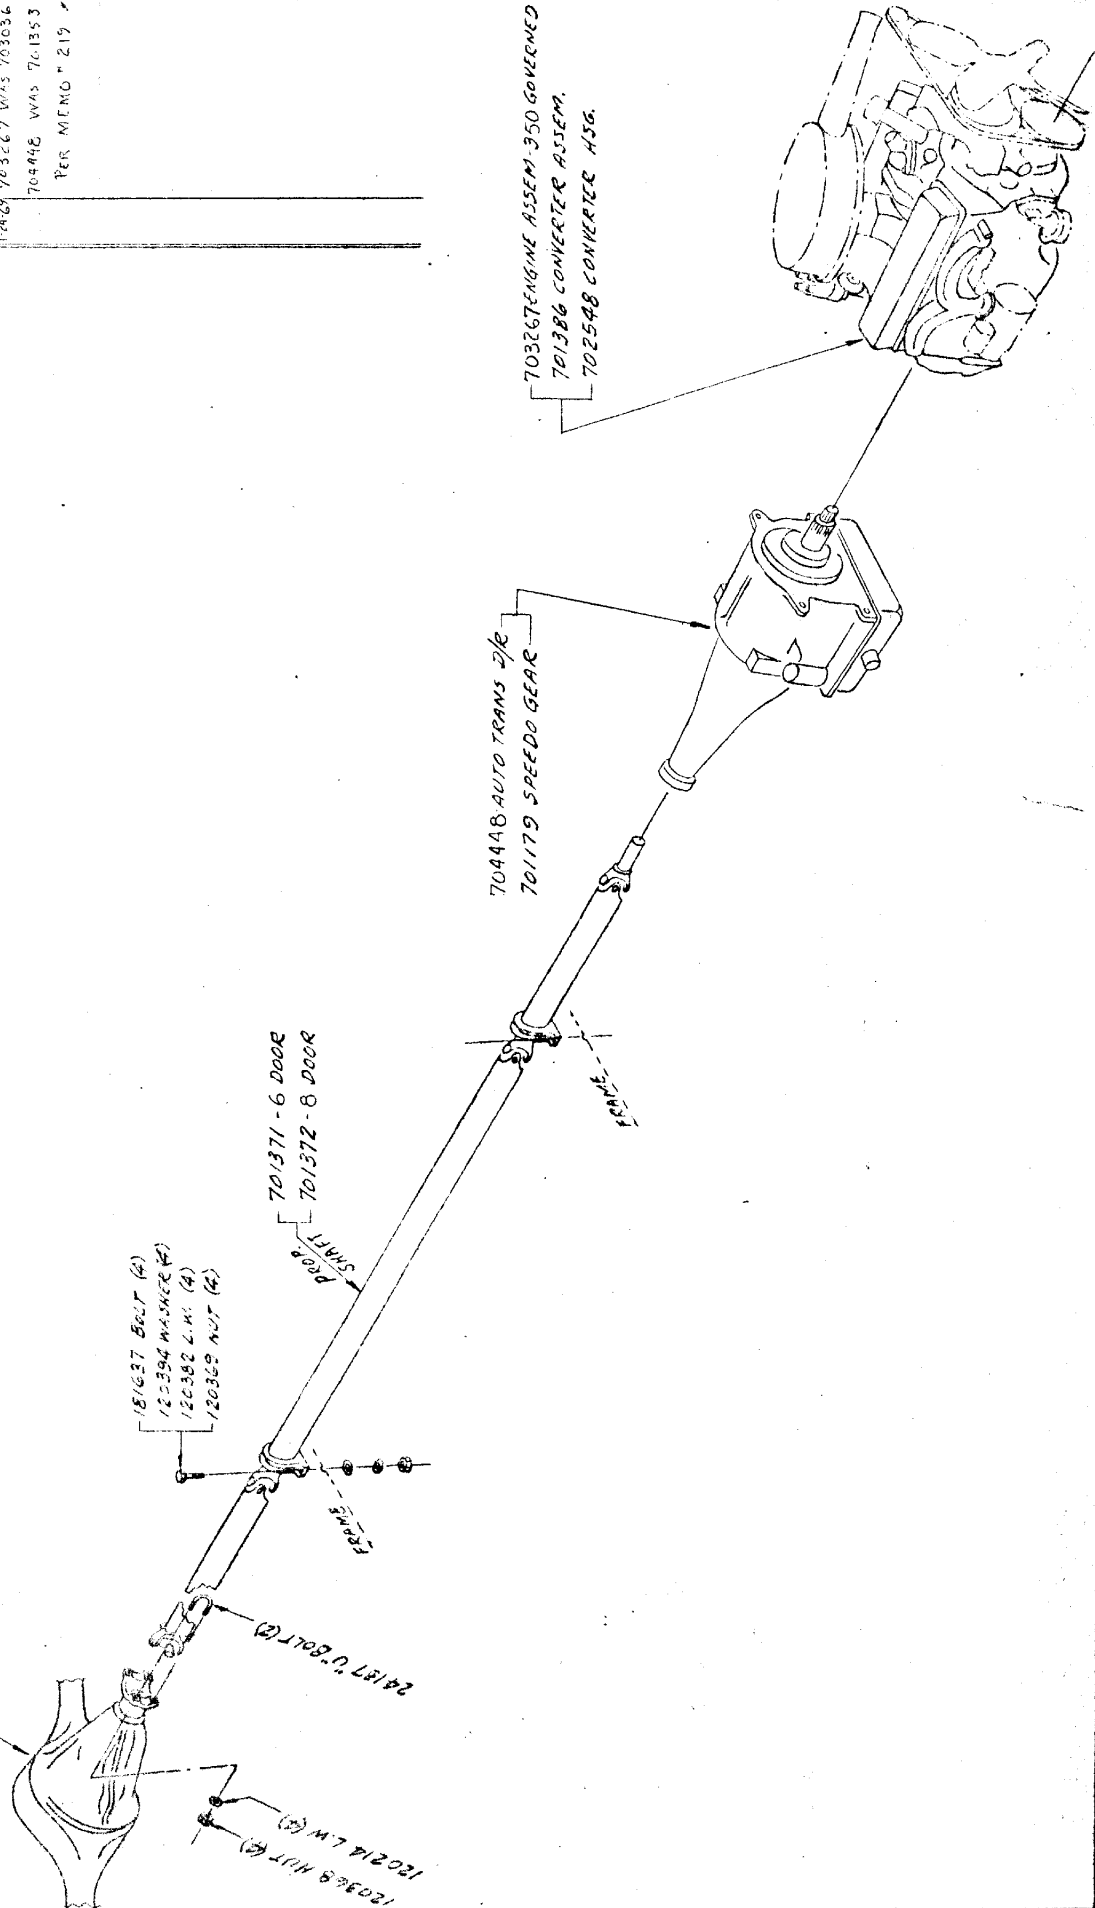 703267 WAS 703036
704448 WAS 701353
PER MEMO # 219
703267 ENGINE ASSEM-350 GOVERNED
701386 CONVERTER ASSEM.
702548 CONVERTER HSG.
704448 AUTO TRANS D/R
701179 SPEEDO GEAR
701371-6 DOOR
701372-8 DOOR
PROP.
SHAFT
FRAME
181637 BOLT (4)
120394 WASHER (4)
120382 L.W. (4)
120369 NUT (4)
FRAME
24187 "U" BOLT (2)
120214 L.W (4)
120368 NUT (4)